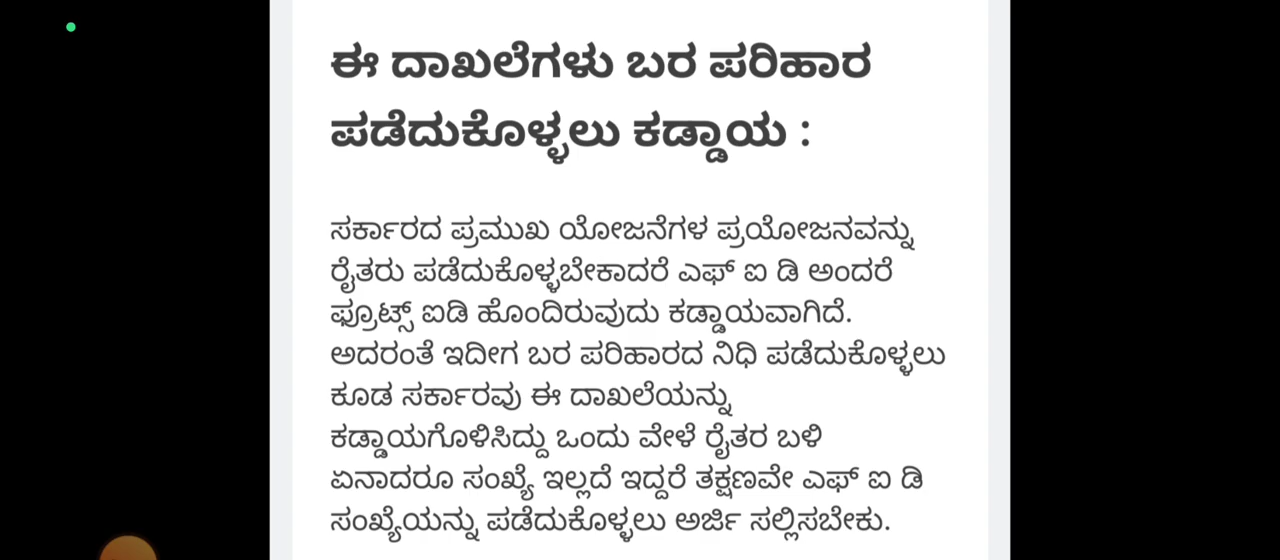 ಈ ದಾಖಲೆಗಳು ಬರ ಪರಿಹಾರ
ಪಡೆದುಕೊಳ್ಳಲು ಕಡ್ಡಾಯ :
ಸರ್ಕಾರದ ಪ್ರಮುಖ ಯೋಜನೆಗಳ ಪ್ರಯೋಜನವನ್ನು
ರೈತರು ಪಡೆದುಕೊಳ್ಳಬೇಕಾದರೆ ಎಫ್ ಐ ಡಿ ಅಂದರೆ
ಫ್ರೂಟ್ಸ್ ಐಡಿ ಹೊಂದಿರುವುದು ಕಡ್ಡಾಯವಾಗಿದೆ.
ಅದರಂತೆ ಇದೀಗ ಬರ ಪರಿಹಾರದ ನಿಧಿ ಪಡೆದುಕೊಳ್ಳಲು
ಕೂಡ ಸರ್ಕಾರವು ಈ ದಾಖಲೆಯನ್ನು
ಕಡ್ಡಾಯಗೊಳಿಸಿದ್ದು ಒಂದು ವೇಳೆ ರೈತರ ಬಳಿ
ಏನಾದರೂ ಸಂಖ್ಯೆ ಇಲ್ಲದೆ ಇದ್ದರೆ ತಕ್ಷಣವೇ ಎಫ್ ಐ ಡಿ
ಸಂಖ್ಯೆಯನ್ನು ಪಡೆದುಕೊಳ್ಳಲು ಅರ್ಜಿ ಸಲ್ಲಿಸಬೇಕು.